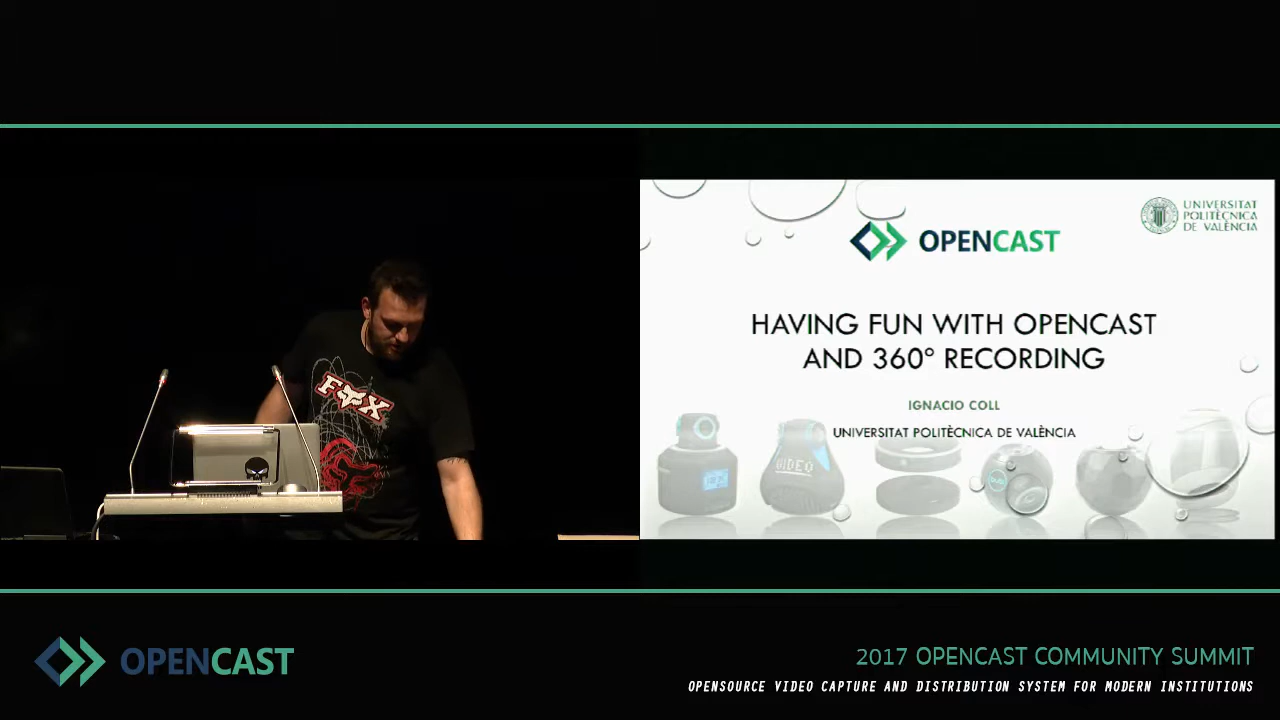 FOX
OPENCAST
UNIVERSITAT
POLITÈCNICA
DE VALÈNCIA
HAVING FUN WITH OPENCAST
AND 360° RECORDING
IGNACIO COLL
UNIVERSITAT POLITÈCNICA DE VALÈNCIA
VIDEO
OPENCAST
2017 OPENCAST COMMUNITY SUMMIT
OPENSOURCE VIDEO CAPTURE AND DISTRIBUTION SYSTEM FOR MODERN INSTITUTIONS